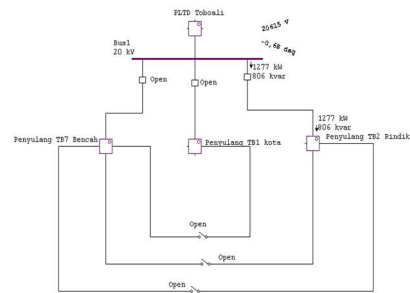 PLTD Toboali
20615 V
-0,68 deg
Bus1
20 kV
Open
Open
1277 kW
806 kvar
1277 kW
806 kvar
Penyulang TB7 Bencah
Penyulang TB1 kota
Penyulang TB2 Rindik
Open
Open
Open